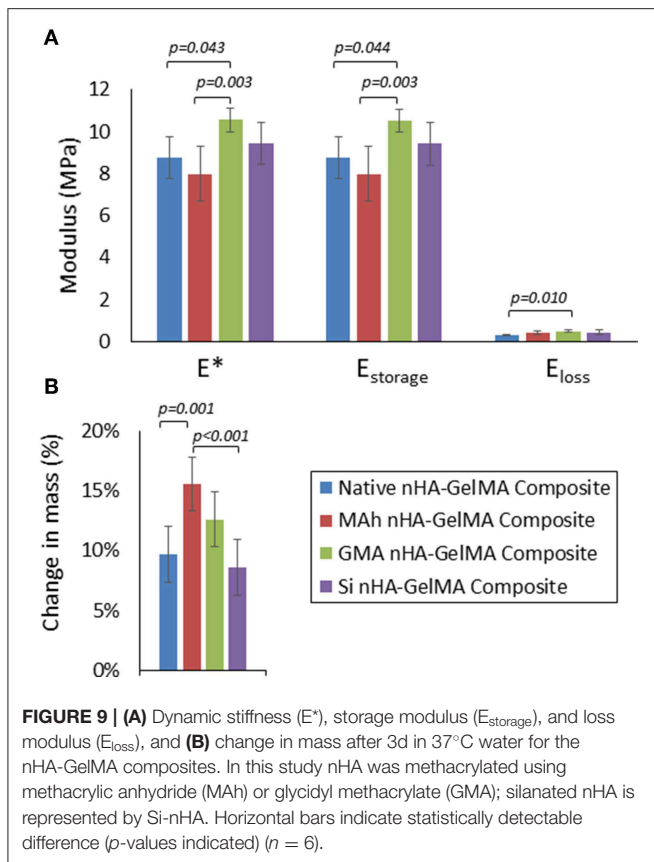 A
p=0.043
p=0.044
p=0.003
p=0.003
p=0.010
12
10
8
6
4
2
0
Modulus (MPa)
E*
E_storage
E_loss
B
p=0.001
p<0.001
20%
15%
10%
5%
0%
Change in mass (%)
Native nHA-GelMA Composite
MAh nHA-GelMA Composite
GMA nHA-GelMA Composite
Si nHA-GelMA Composite
FIGURE 9 | (A) Dynamic stiffness (E*), storage modulus (E_storage), and loss
modulus (E_loss), and (B) change in mass after 3d in 37°C water for the
nHA-GelMA composites. In this study nHA was methacrylated using
methacrylic anhydride (MAh) or glycidyl methacrylate (GMA); silanated nHA is
represented by Si-nHA. Horizontal bars indicate statistically detectable
difference (p-values indicated) (n = 6).